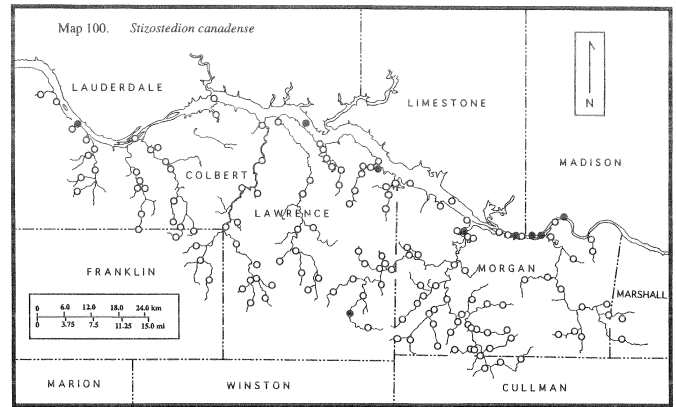 Map 100. Stizostedion canadense
LAUDERDALE
LIMESTONE
N
MADISON
COLBERT
LAWRENCE
FRANKLIN
MORGAN
MARSHALL
0 6.0 12.0 18.0 24.0 km
0 3.75 7.5 11.25 15.0 mi
MARION
WINSTON
CULLMAN